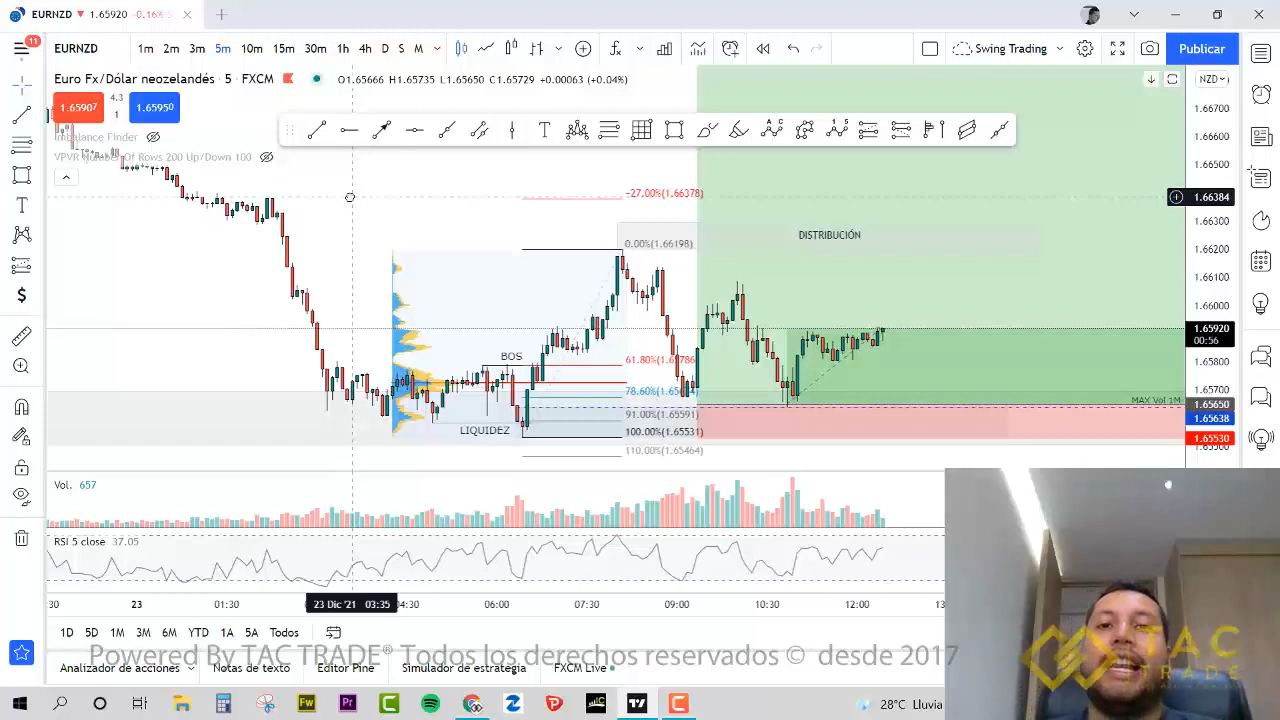 EURNZD ▼ 1.65920 -0.16% S
11
EURNZD 1m 2m 3m 5m 10m 15m 30m 1h 4h D S M Swing Trading Publicar
Euro Fx/Dólar neozelandés · 5 · FXCM O1.65666 H1.65735 L1.65650 C1.65729 +0.00063 (+0.04%)
NZD
1.65907 4.3 1 1.65950
Imbalance Finder
VPVR Number Of Rows 200 Up/Down 100
-27.00%(1.66378)
DISTRIBUCIÓN
0.00%(1.66198)
BOS
61.80%
78.60%
91.00%(1.65591)
LIQUIDEZ
100.00%(1.65531)
110.00%(1.65464)
MAX Vol 1M
1.66700
1.66600
1.66500
1.66384
1.66300
1.66200
1.66100
1.66000
1.65920
00:56
1.65800
1.65700
1.65650
1.65638
1.65530
Vol. 657
RSI 5 close 37.05
:30 23 01:30 23 Dic '21 03:35 04:30 06:00 07:30 09:00 10:30 12:00
1D 5D 1M 3M 6M YTD 1A 5A Todos
Powered By TAC TRADE® Todos los derechos reservados © desde 2017
Analizador de acciones Notas de texto Editor Pine Simulador de estrategia FXCM Live
TAC
TRADE
28°C Lluvia